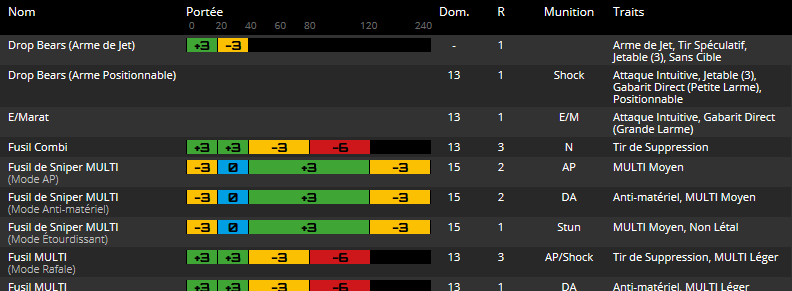 Nom Portée Dom. R Munition Traits
0 20 40 60 80 120 240
Drop Bears (Arme de Jet) +3 -3 - 1 Arme de Jet, Tir Spéculatif,
Jetable (3), Sans Cible
Drop Bears (Arme Positionnable) 13 1 Shock Attaque Intuitive, Jetable (3),
Gabarit Direct (Petite Larme),
Positionnable
E/Marat 13 1 E/M Attaque Intuitive, Gabarit Direct
(Grande Larme)
Fusil Combi +3 +3 -3 -6 13 3 N Tir de Suppression
Fusil de Sniper MULTI -3 0 +3 -3 15 2 AP MULTI Moyen
(Mode AP)
Fusil de Sniper MULTI -3 0 +3 -3 15 2 DA Anti-matériel, MULTI Moyen
(Mode Anti-matériel)
Fusil de Sniper MULTI -3 0 +3 -3 15 1 Stun MULTI Moyen, Non Létal
(Mode Étourdissant)
Fusil MULTI +3 +3 -3 -6 13 3 AP/Shock Tir de Suppression, MULTI Léger
(Mode Rafale)
Fusil MULTI +3 +3 -3 -6 13 1 DA Anti-matériel, MULTI Léger